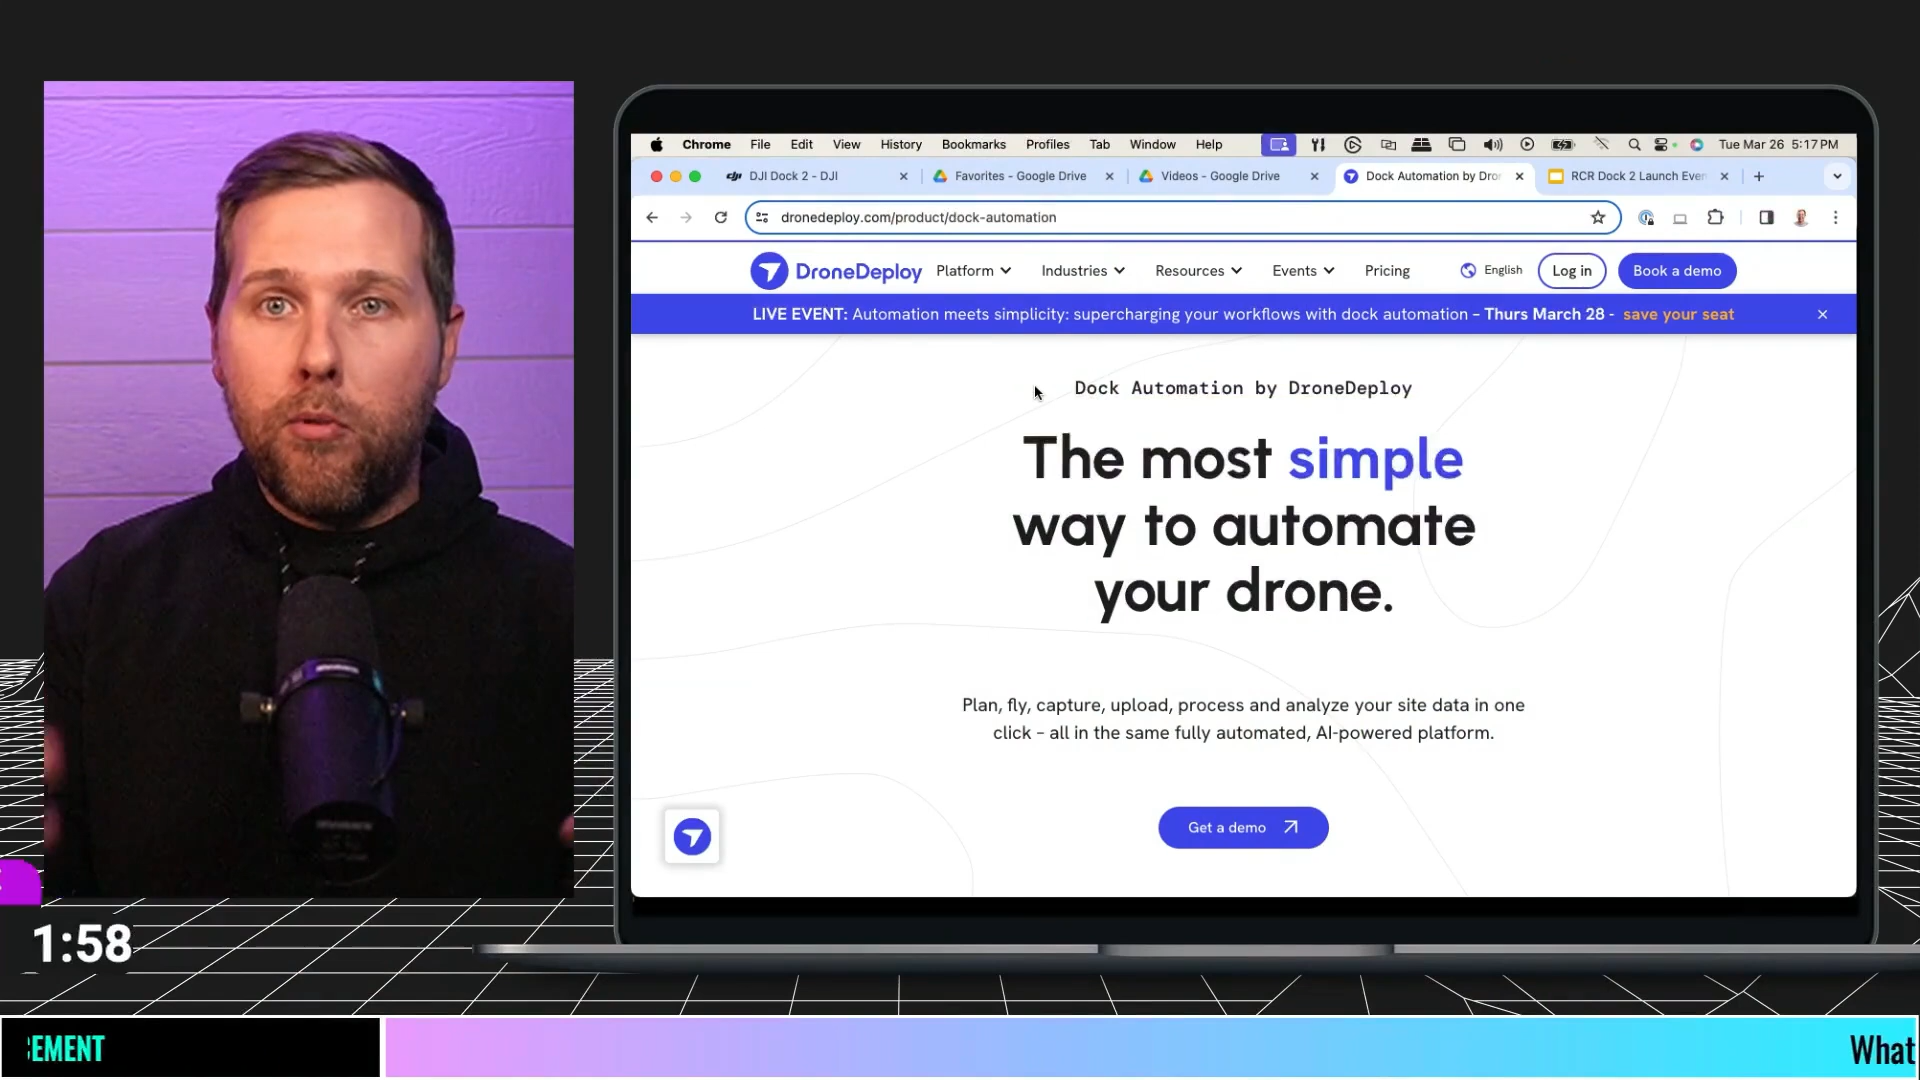 Chrome File Edit View History Bookmarks Profiles Tab Window Help Tue Mar 26 5:17 PM
DJI Dock 2 - DJI Favorites - Google Drive Videos - Google Drive Dock Automation by Dro RCR Dock 2 Launch Even
dronedeploy.com/product/dock-automation
DroneDeploy Platform Industries Resources Events Pricing English Log in Book a demo
LIVE EVENT: Automation meets simplicity: supercharging your workflows with dock automation – Thurs March 28 - save your seat
Dock Automation by DroneDeploy
The most simple
way to automate
your drone.
Plan, fly, capture, upload, process and analyze your site data in one
click – all in the same fully automated, AI-powered platform.
Get a demo
1:58
EMENT
What